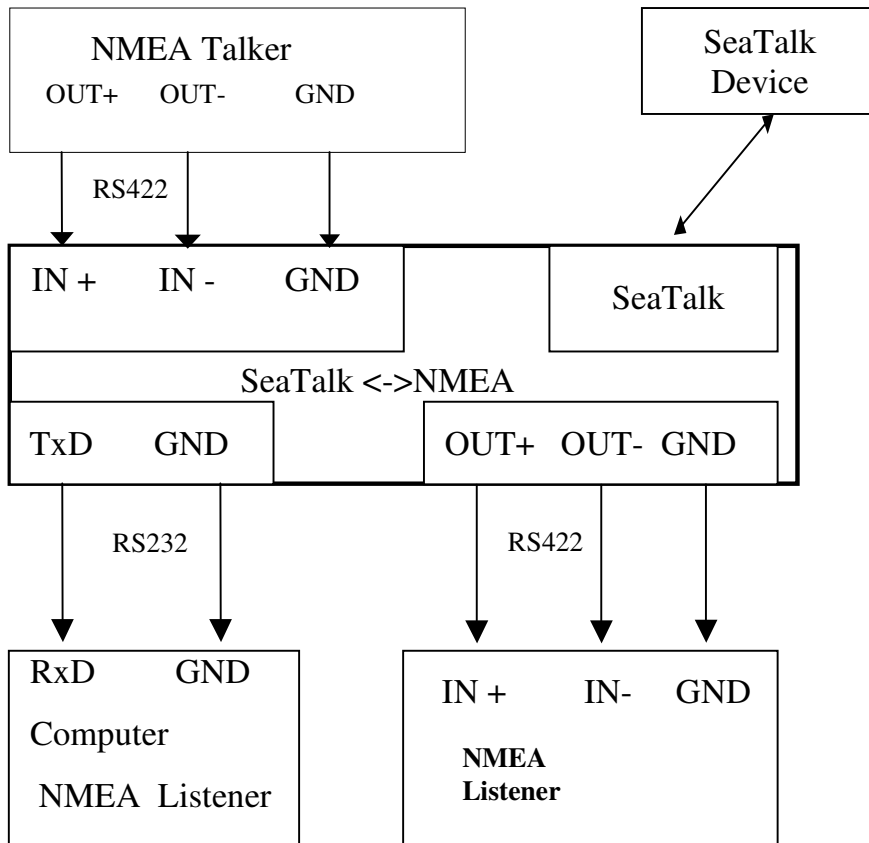 NMEA Talker
OUT+ OUT- GND
SeaTalk
Device
RS422
IN + IN - GND
SeaTalk
SeaTalk <->NMEA
TxD GND
OUT+ OUT- GND
RS232
RS422
RxD GND
Computer
NMEA Listener
IN + IN- GND
NMEA
Listener